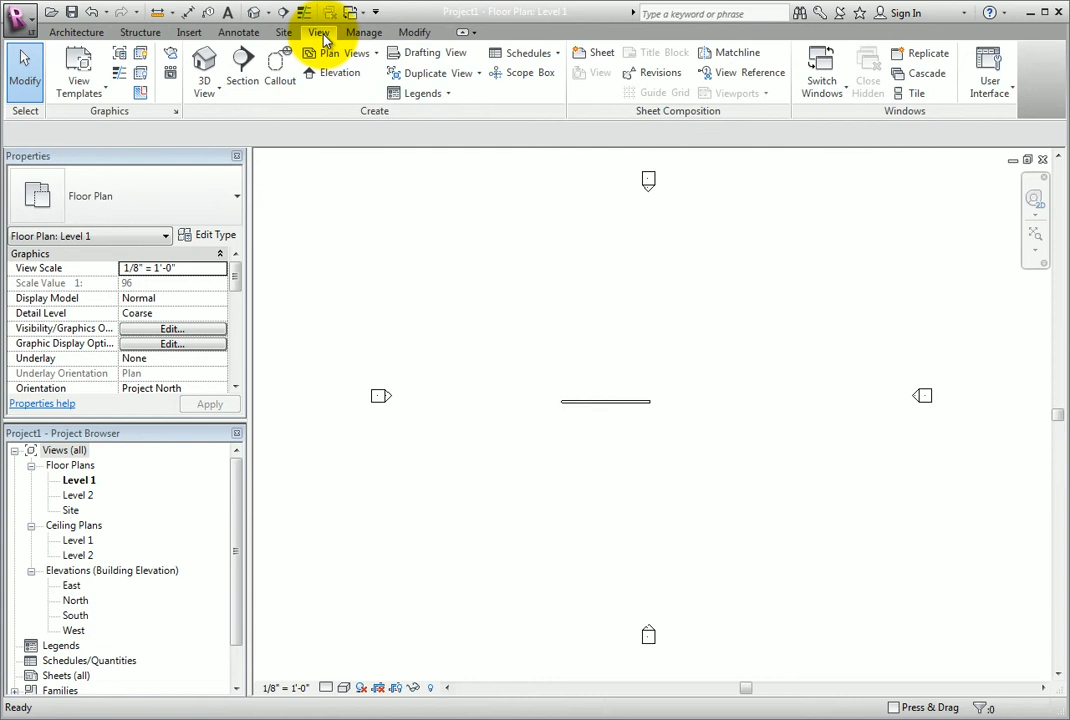 Project1 - Floor Plan: Level 1
Type a keyword or phrase
Sign In
LT
Architecture Structure Insert Annotate Site View Manage Modify
Modify
View Templates
3D View
Section
Callout
Plan Views
Elevation
Drafting View
Duplicate View
Legends
Schedules
Scope Box
Sheet
View
Title Block
Revisions
Guide Grid
Matchline
View Reference
Viewports
Switch Windows
Close Hidden
Replicate
Cascade
Tile
User Interface
Select Graphics Create Sheet Composition Windows
Properties
Floor Plan
Floor Plan: Level 1 Edit Type
Graphics
View Scale 1/8" = 1'-0"
Scale Value 1: 96
Display Model Normal
Detail Level Coarse
Visibility/Graphics O... Edit...
Graphic Display Opti... Edit...
Underlay None
Underlay Orientation Plan
Orientation Project North
Properties help Apply
Project1 - Project Browser
Views (all)
Floor Plans
Level 1
Level 2
Site
Ceiling Plans
Level 1
Level 2
Elevations (Building Elevation)
East
North
South
West
Legends
Schedules/Quantities
Sheets (all)
Families
2D
1/8" = 1'-0"
Ready Press & Drag :0